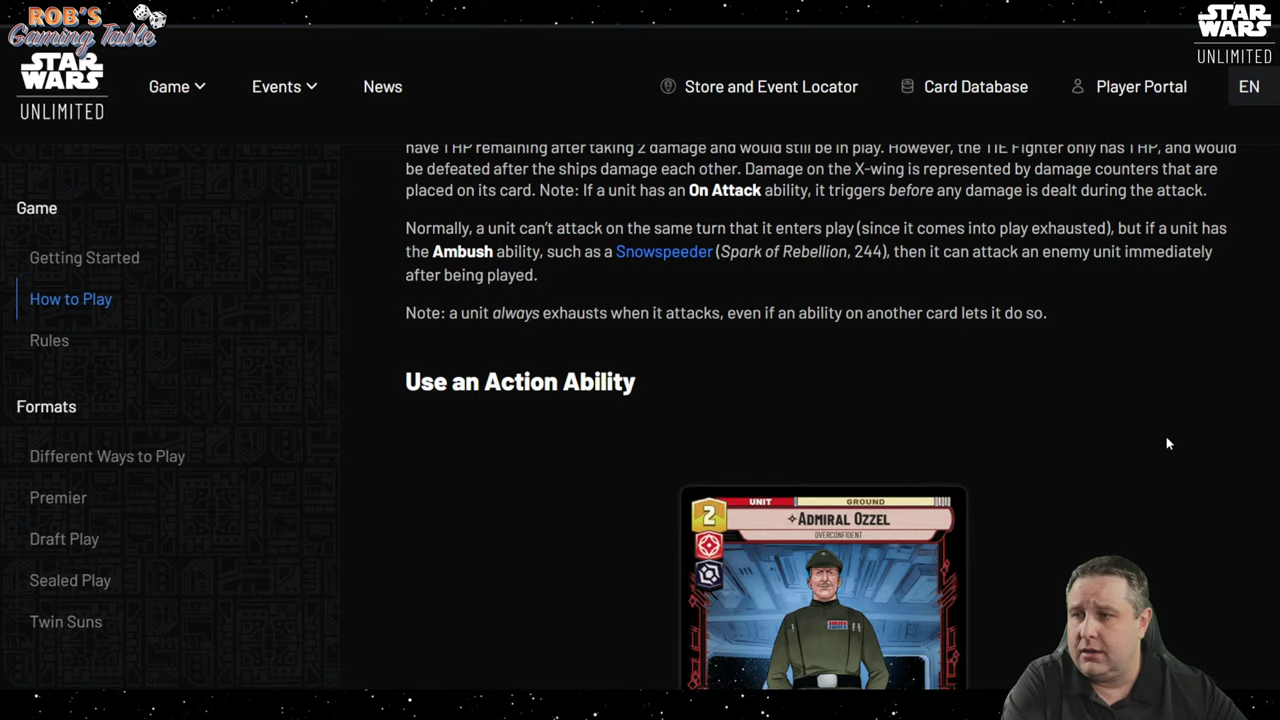 ROB'S
Gaming Table
STAR
WARS
UNLIMITED
STAR
WARS
UNLIMITED
Game
Events
News
Store and Event Locator
Card Database
Player Portal
EN
Game
Getting Started
How to Play
Rules
Formats
Different Ways to Play
Premier
Draft Play
Sealed Play
Twin Suns
have 1 HP remaining after taking 2 damage and would still be in play. However, the TIE Fighter only has 1 HP, and would
be defeated after the ships damage each other. Damage on the X-wing is represented by damage counters that are
placed on its card. Note: If a unit has an On Attack ability, it triggers before any damage is dealt during the attack.
Normally, a unit can't attack on the same turn that it enters play (since it comes into play exhausted), but if a unit has
the Ambush ability, such as a Snowspeeder (Spark of Rebellion, 244), then it can attack an enemy unit immediately
after being played.
Note: a unit always exhausts when it attacks, even if an ability on another card lets it do so.
Use an Action Ability
UNIT
GROUND
2
ADMIRAL OZZEL
OVERCONFIDENT